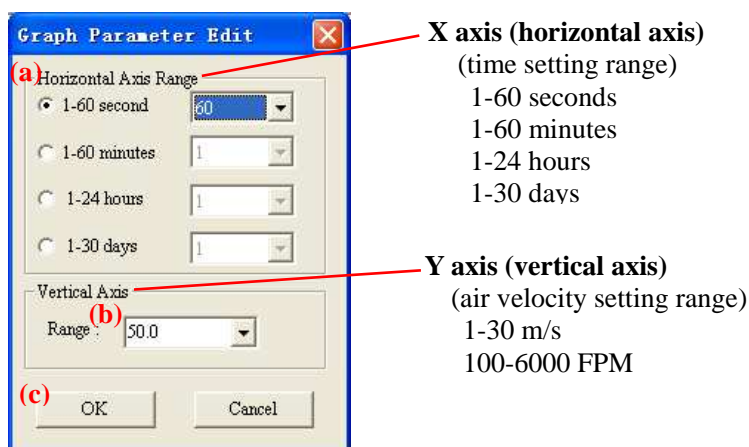 Graph Parameter Edit
(a) Horizontal Axis Range
1-60 second 60
1-60 minutes 1
1-24 hours 1
1-30 days 1
Vertical Axis
(b)
Range : 50.0
(c)
OK Cancel
X axis (horizontal axis)
(time setting range)
1-60 seconds
1-60 minutes
1-24 hours
1-30 days
Y axis (vertical axis)
(air velocity setting range)
1-30 m/s
100-6000 FPM